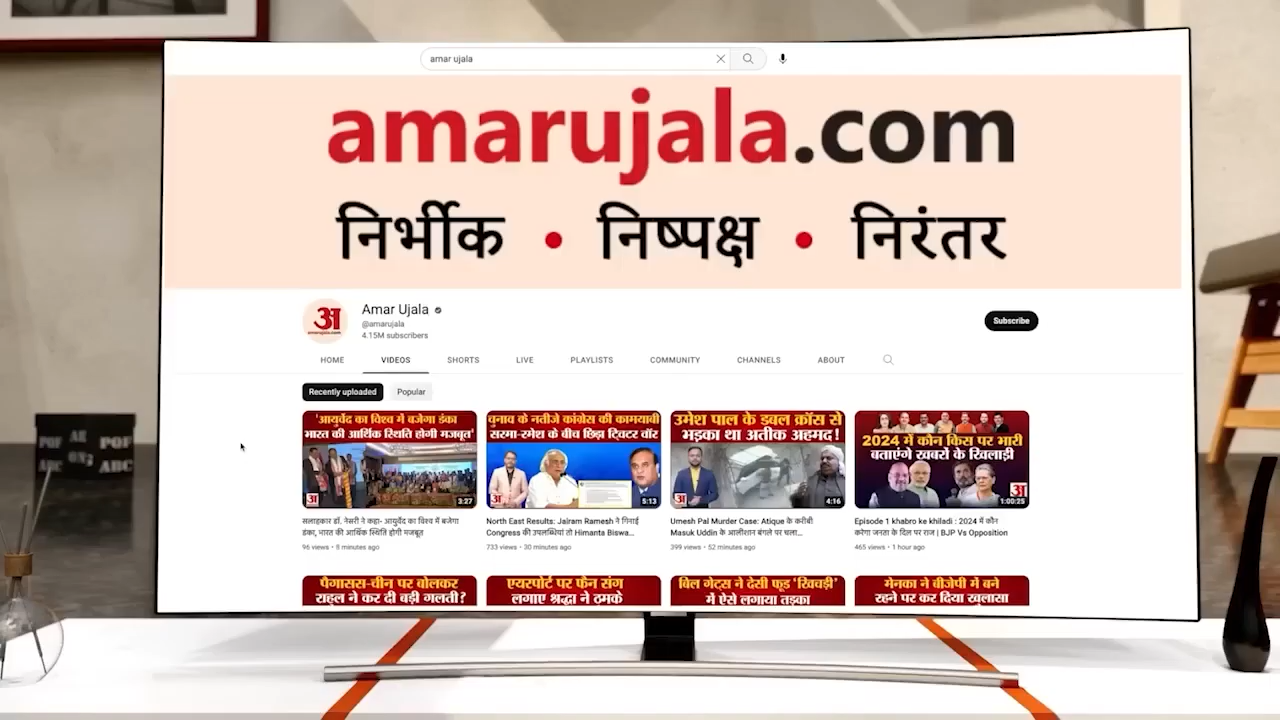 amar ujala
amarujala.com
निर्भीक • निष्पक्ष • निरंतर
अ
amarujala.com
Amar Ujala
@amarujala
4.15M subscribers
Subscribe
HOME VIDEOS SHORTS LIVE PLAYLISTS COMMUNITY CHANNELS ABOUT
Recently uploaded Popular
'आयुर्वेद का विश्व में बजेगा डंका
भारत की आर्थिक स्थिति होगी मजबूत'
अ
3:27
सलाहकार डॉ. नेसरी ने कहा- आयुर्वेद का विश्व में बजेगा
डंका, भारत की आर्थिक स्थिति होगी मजबूत
96 views • 8 minutes ago
चुनाव के नतीजे कांग्रेस की कामयाबी
सरमा-रमेश के बीच छिड़ा ट्विटर वॉर
अ
5:13
North East Results: Jairam Ramesh ने गिनाई
Congress की उपलब्धियां तो Himanta Biswa...
733 views • 30 minutes ago
उमेश पाल के डबल क्रॉस से
भड़का था अतीक अहमद!
अ
4:16
Umesh Pal Murder Case: Atique के करीबी
Masuk Uddin के आलीशान बंगले पर चला...
399 views • 52 minutes ago
2024 में कौन किस पर भारी
बताएंगे खबरों के खिलाड़ी
अ
1:00:25
Episode 1 khabro ke khiladi : 2024 में कौन
करेगा जनता के दिल पर राज | BJP Vs Opposition
465 views • 1 hour ago
पैगासस-चीन पर बोलकर
राहुल ने कर दी बड़ी गलती?
एयरपोर्ट पर फैन संग
लगाए श्रद्धा ने ठुमके
बिल गेट्स ने देसी फूड 'खिचड़ी'
में ऐसे लगाया तड़का
मेनका ने बीजेपी में बने
रहने पर कर दिया खुलासा